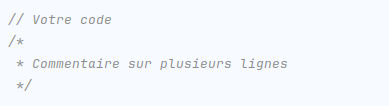 // Votre code
/*
 * Commentaire sur plusieurs lignes
 */